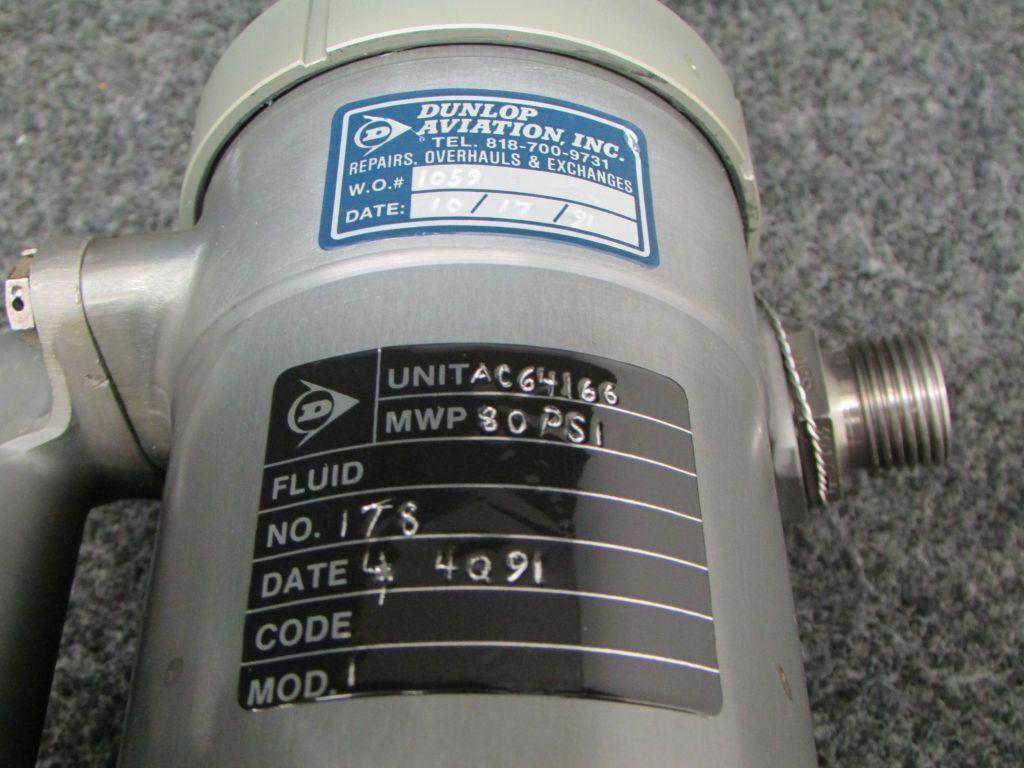 DUNLOP
AVIATION, INC.
TEL. 818-700-9731
REPAIRS, OVERHAULS & EXCHANGES
W.O.# 1059
DATE: 10/17/91
D
UNIT AC64166
MWP 80 PSI
FLUID
NO. 178
DATE 4 4Q91
CODE
MOD. 1